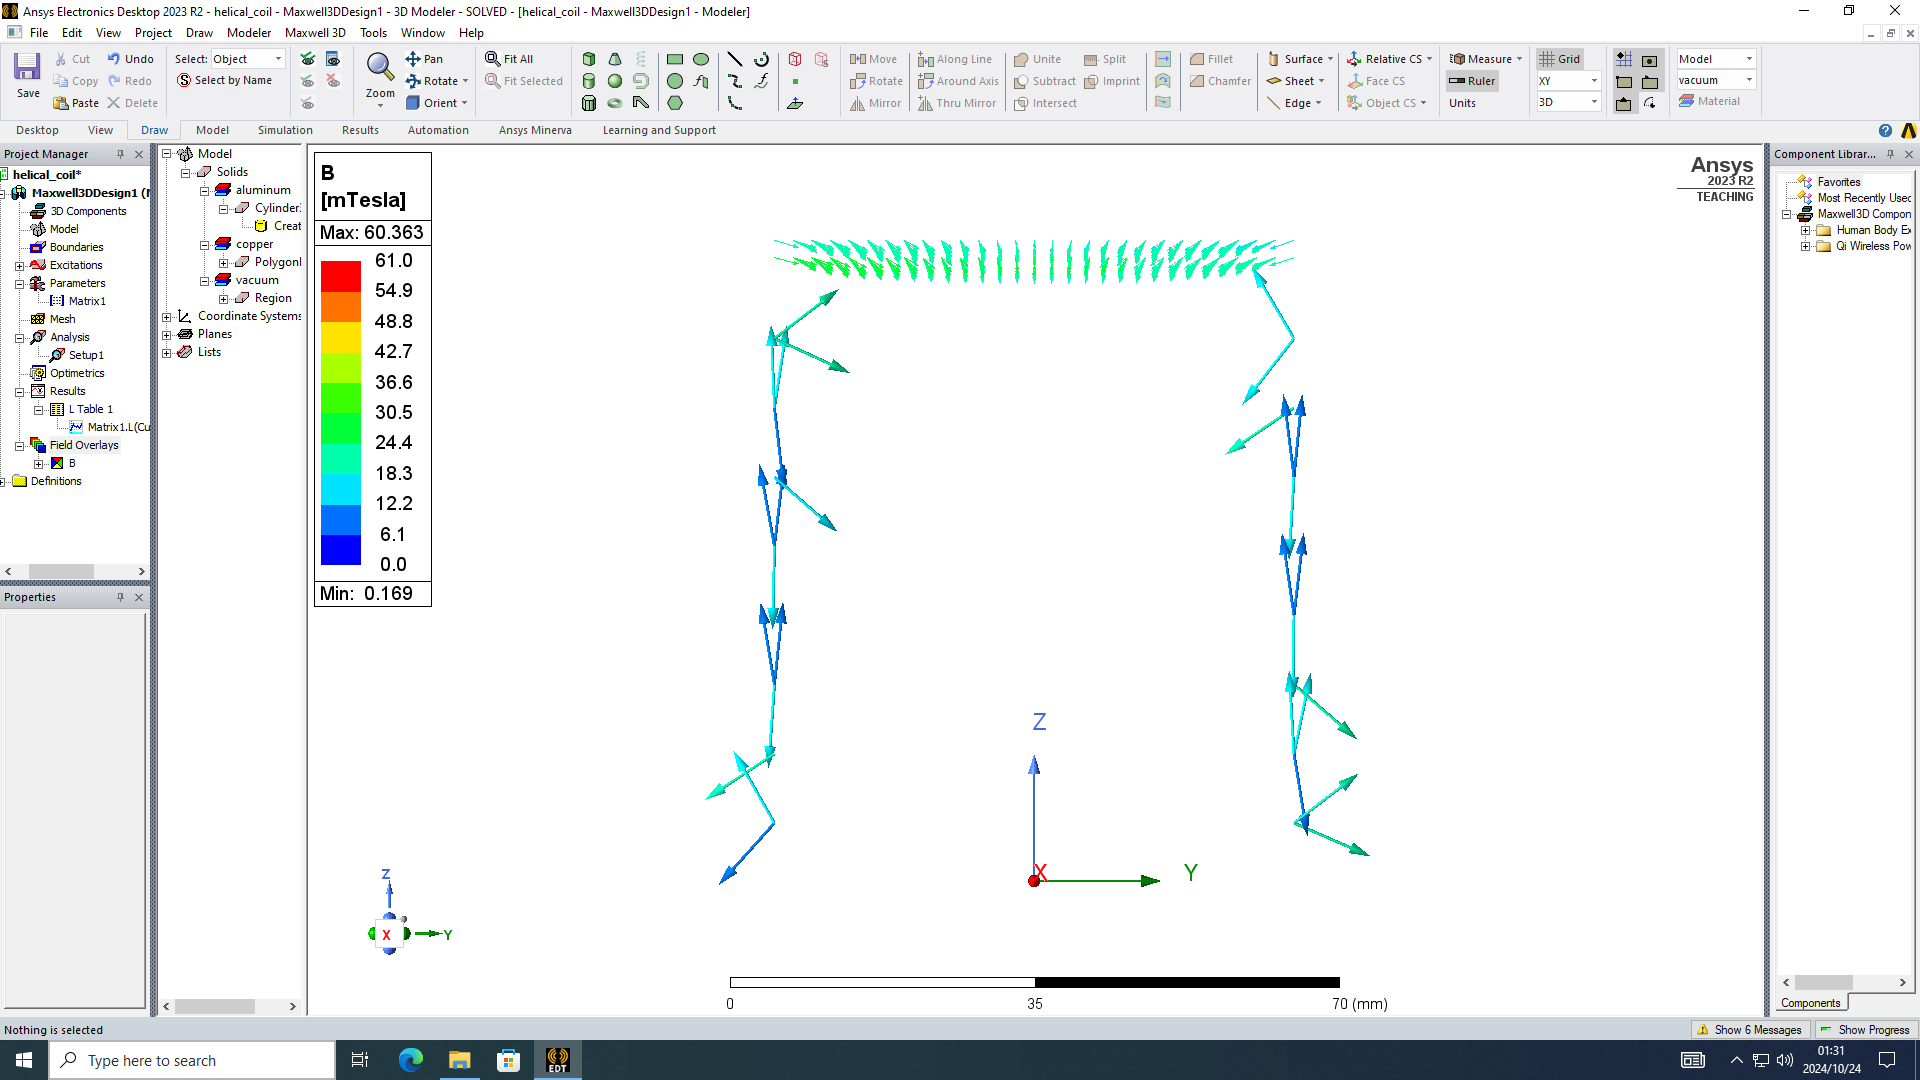 Ansys Electronics Desktop 2023 R2 - helical_coil - Maxwell3DDesign1 - 3D Modeler - SOLVED - [helical_coil - Maxwell3DDesign1 - Modeler]
File Edit View Project Draw Modeler Maxwell 3D Tools Window Help
Save
Cut
Copy
Paste
Undo
Redo
Delete
Select: Object
Select by Name
Zoom
Pan
Rotate
Orient
Fit All
Fit Selected
Move
Rotate
Mirror
Along Line
Around Axis
Thru Mirror
Unite
Subtract
Intersect
Split
Imprint
Fillet
Chamfer
Surface
Sheet
Edge
Relative CS
Face CS
Object CS
Measure
Ruler
Units
Grid
XY
3D
Model
vacuum
Material
Desktop View Draw Model Simulation Results Automation Ansys Minerva Learning and Support
Project Manager
helical_coil*
Maxwell3DDesign1 (
3D Components
Model
Boundaries
Excitations
Parameters
Matrix1
Mesh
Analysis
Setup1
Optimetrics
Results
L Table 1
Matrix1.L(Cu
Field Overlays
B
Definitions
Properties
Model
Solids
aluminum
Cylinder
Creat
copper
Polygon
vacuum
Region
Coordinate Systems
Planes
Lists
B
[mTesla]
Max: 60.363
61.0
54.9
48.8
42.7
36.6
30.5
24.4
18.3
12.2
6.1
0.0
Min: 0.169
Ansys
2023 R2
TEACHING
Z
X
Y
Z
X
Y
0 35 70 (mm)
Component Librar...
Favorites
Most Recently Used
Maxwell3D Compon
Human Body E
Qi Wireless Pow
Components
Nothing is selected
Show 6 Messages
Show Progress
Type here to search
EDT
01:31
2024/10/24